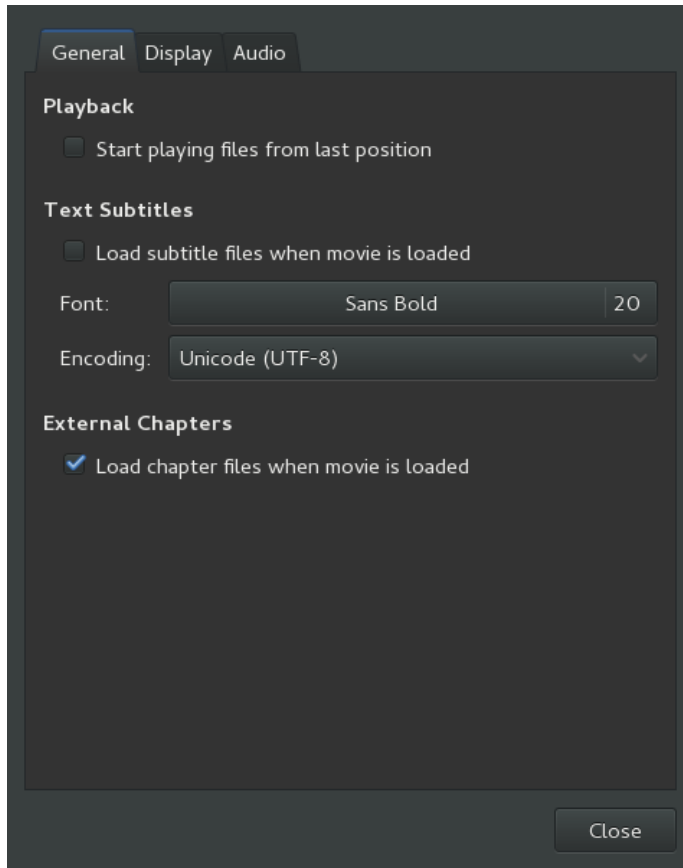 General Display Audio
Playback
Start playing files from last position
Text Subtitles
Load subtitle files when movie is loaded
Font: Sans Bold 20
Encoding: Unicode (UTF-8)
External Chapters
Load chapter files when movie is loaded
Close